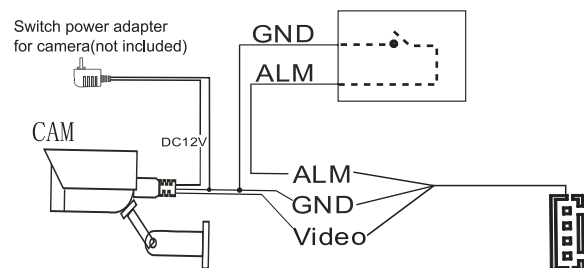 Switch power adapter
for camera(not included)
GND
ALM
CAM
DC12V
ALM
GND
Video